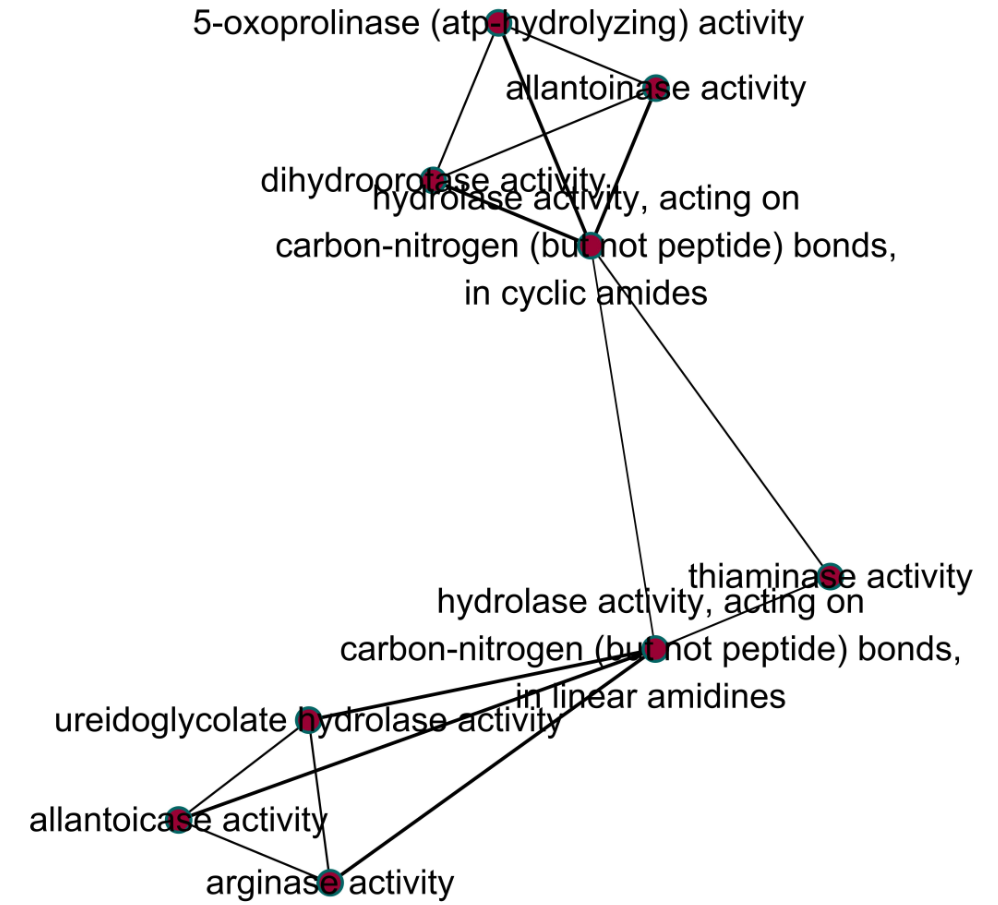 5-oxoprolinase (atp-hydrolyzing) activity
allantoinase activity
dihydroorotase activity
hydrolase activity, acting on
carbon-nitrogen (but not peptide) bonds,
in cyclic amides
thiaminase activity
hydrolase activity, acting on
carbon-nitrogen (but not peptide) bonds,
in linear amidines
ureidoglycolate hydrolase activity
allantoicase activity
arginase activity